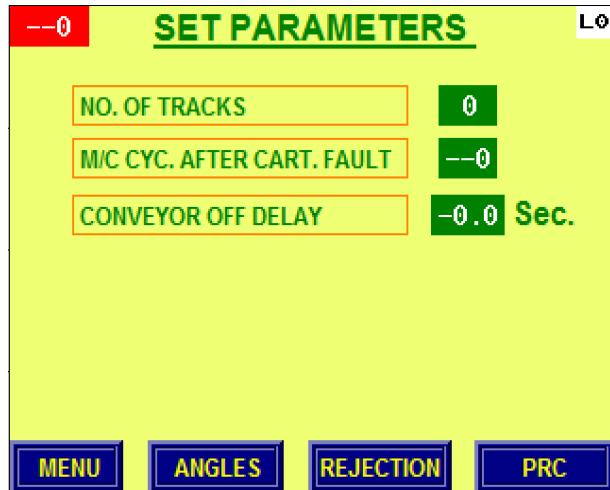 --0 SET PARAMETERS L0
NO. OF TRACKS 0
M/C CYC. AFTER CART. FAULT --0
CONVEYOR OFF DELAY -0.0 Sec.
MENU ANGLES REJECTION PRC